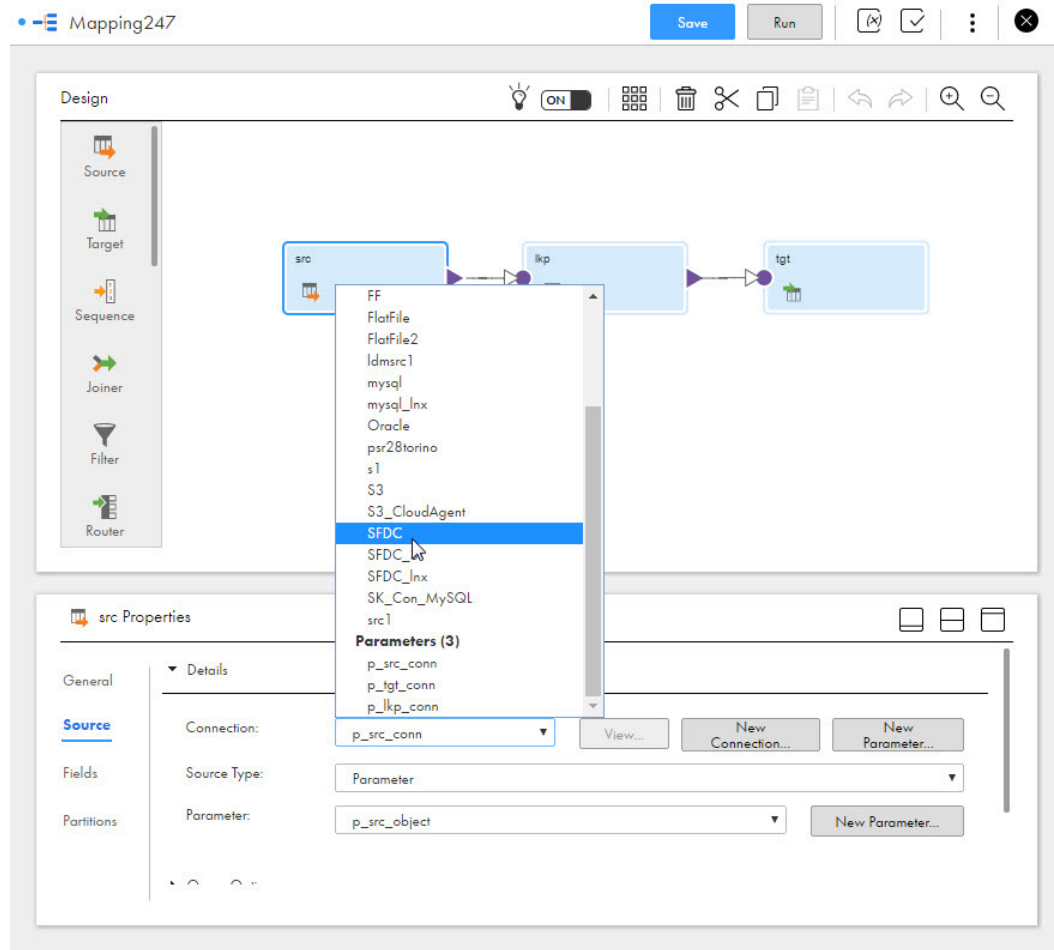 Mapping247
Save
Run
(x)
Design
ON
Source
Target
Sequence
Joiner
Filter
Router
src
lkp
tgt
FF
FlatFile
FlatFile2
ldmsrc1
mysql
mysql_lnx
Oracle
psr28torino
s1
S3
S3_CloudAgent
SFDC
SFDC_
SFDC_lnx
SK_Con_MySQL
src1
Parameters (3)
p_src_conn
p_tgt_conn
p_lkp_conn
src Properties
General
Source
Fields
Partitions
Details
Connection:
p_src_conn
View...
New
Connection...
New
Parameter...
Source Type:
Parameter
Parameter:
p_src_object
New Parameter...